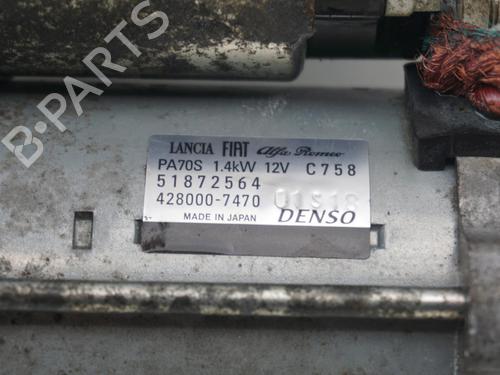 B-PARTS
LANCIA FIAT Alfa Romeo
PA70S 1.4kW 12V C758
51872564
428000-7470 01S18
MADE IN JAPAN DENSO